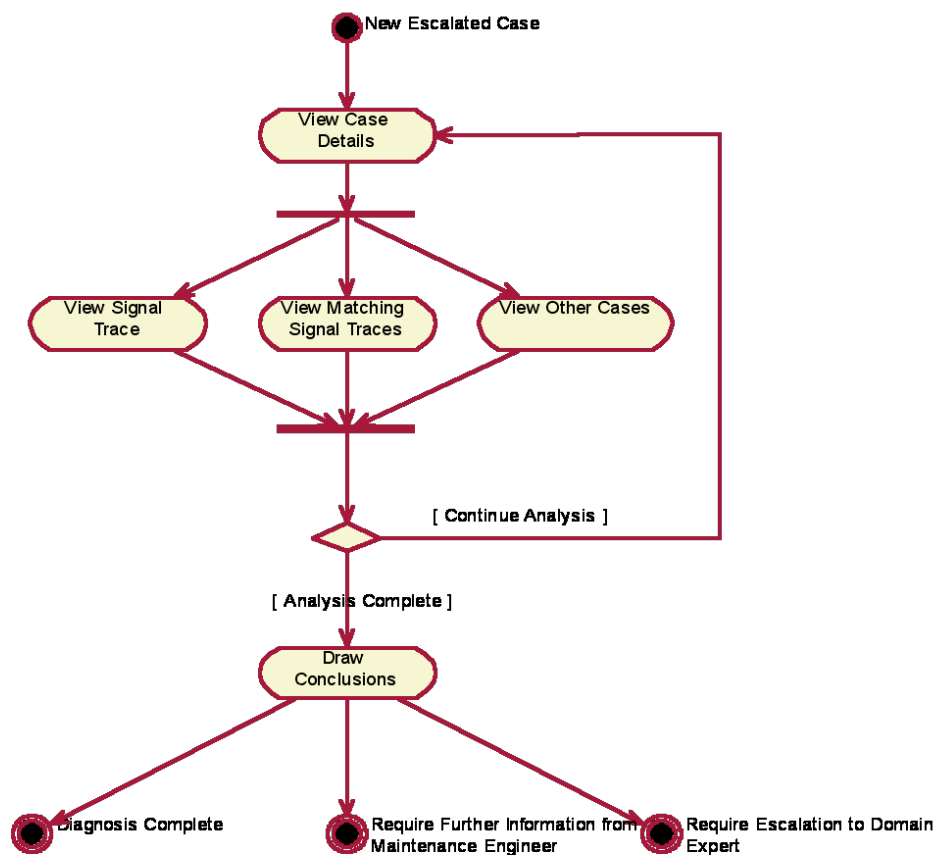 New Escalated Case
View Case
Details
View Signal
Trace
View Matching
Signal Traces
View Other Cases
[ Continue Analysis ]
[ Analysis Complete ]
Draw
Conclusions
Diagnosis Complete
Require Further Information from
Maintenance Engineer
Require Escalation to Domain
Expert